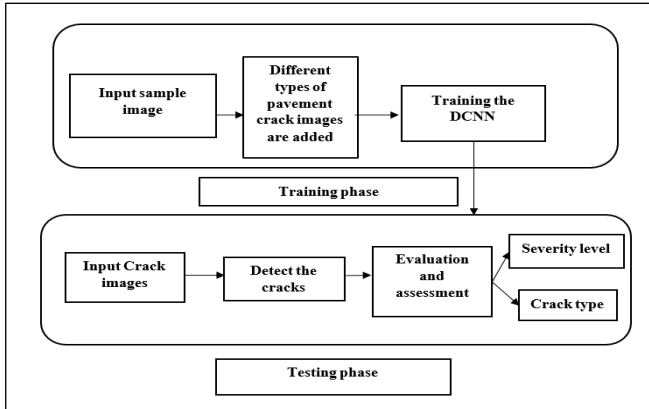 Input sample
image
Different
types of
pavement
crack images
are added
Training the
DCNN
Training phase
Input Crack
images
Detect the
cracks
Evaluation
and
assessment
Severity level
Crack type
Testing phase